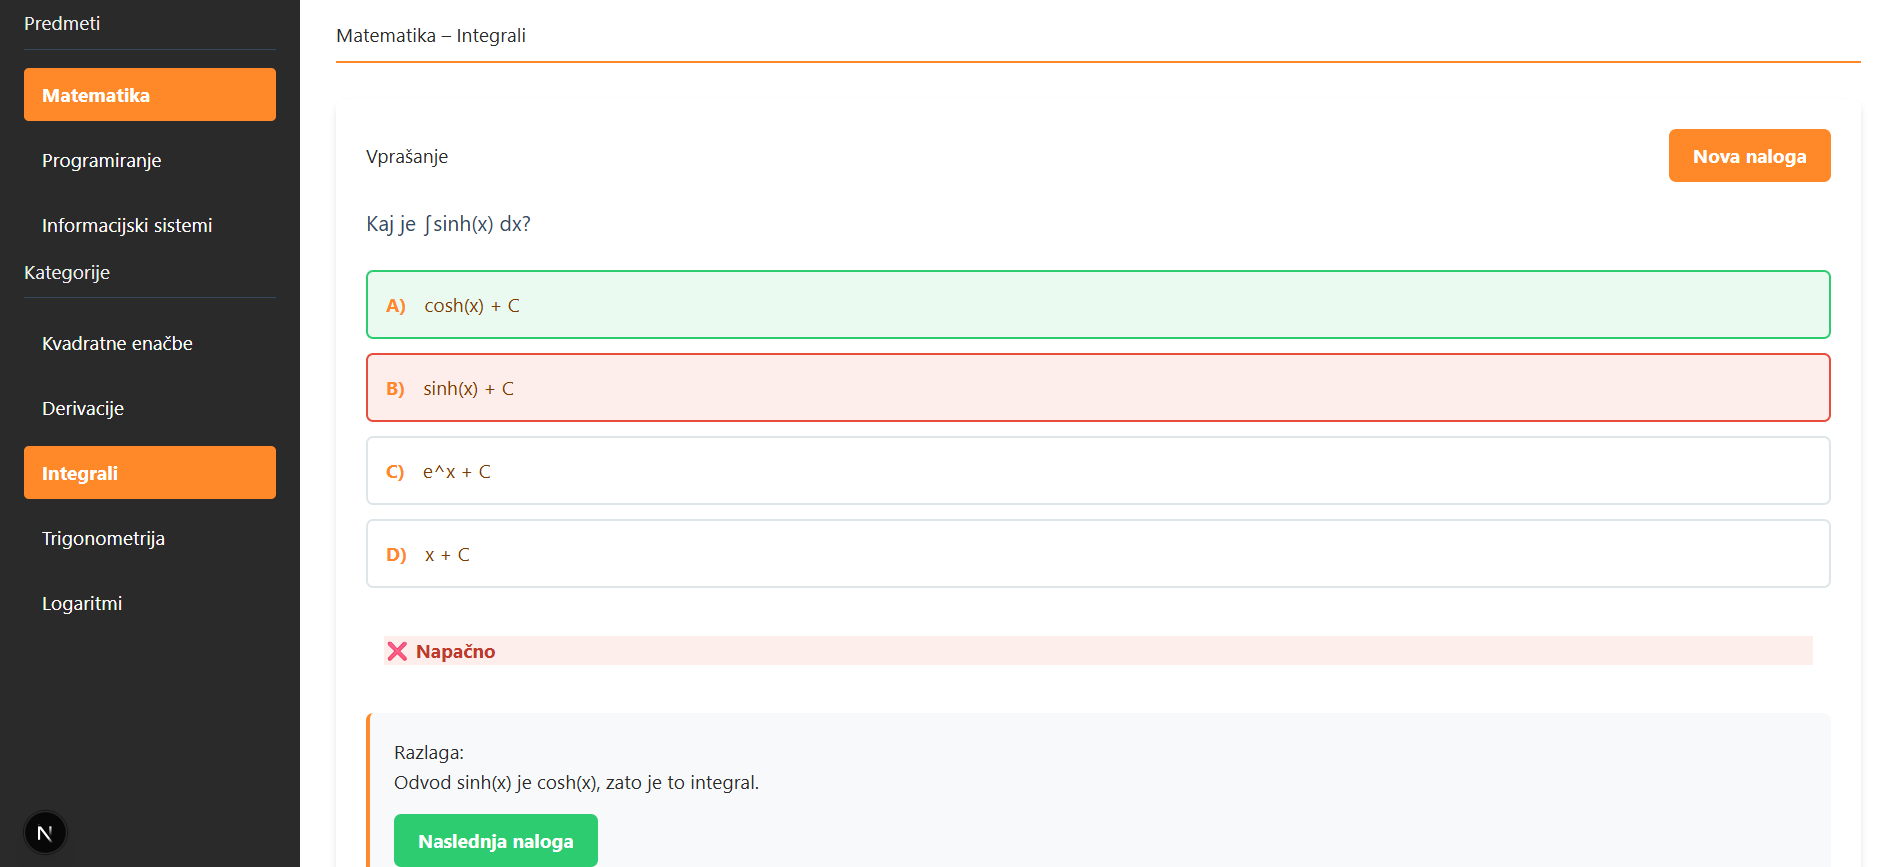 Predmeti
Matematika
Programiranje
Informacijski sistemi
Kategorije
Kvadratne enačbe
Derivacije
Integrali
Trigonometrija
Logaritmi
N
Matematika – Integrali
Vprašanje
Nova naloga
Kaj je ∫sinh(x) dx?
A) cosh(x) + C
B) sinh(x) + C
C) e^x + C
D) x + C
❌ Napačno
Razlaga:
Odvod sinh(x) je cosh(x), zato je to integral.
Naslednja naloga